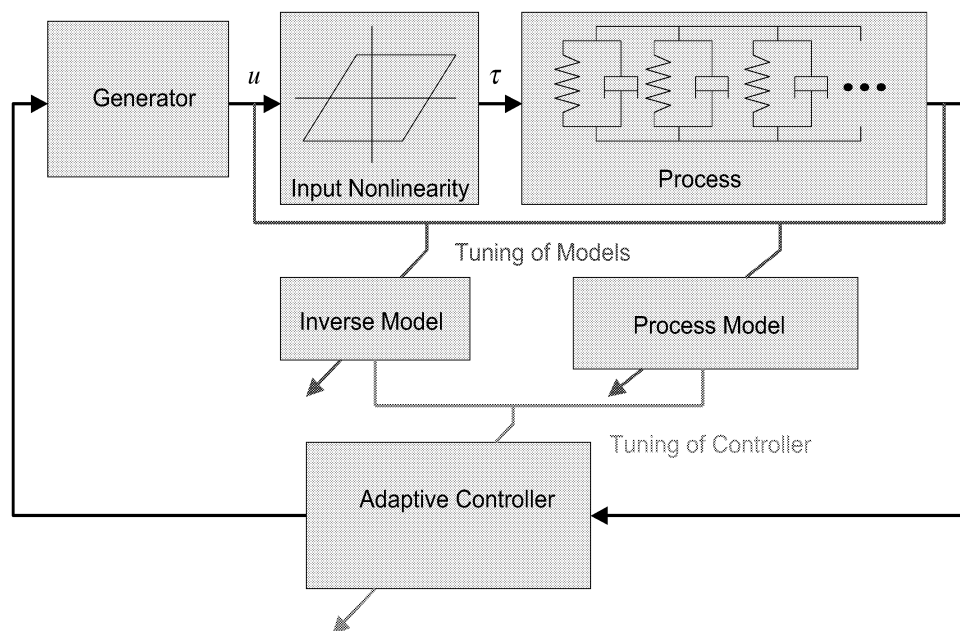 Generator
u
Input Nonlinearity
τ
Process
Tuning of Models
Inverse Model
Process Model
Tuning of Controller
Adaptive Controller